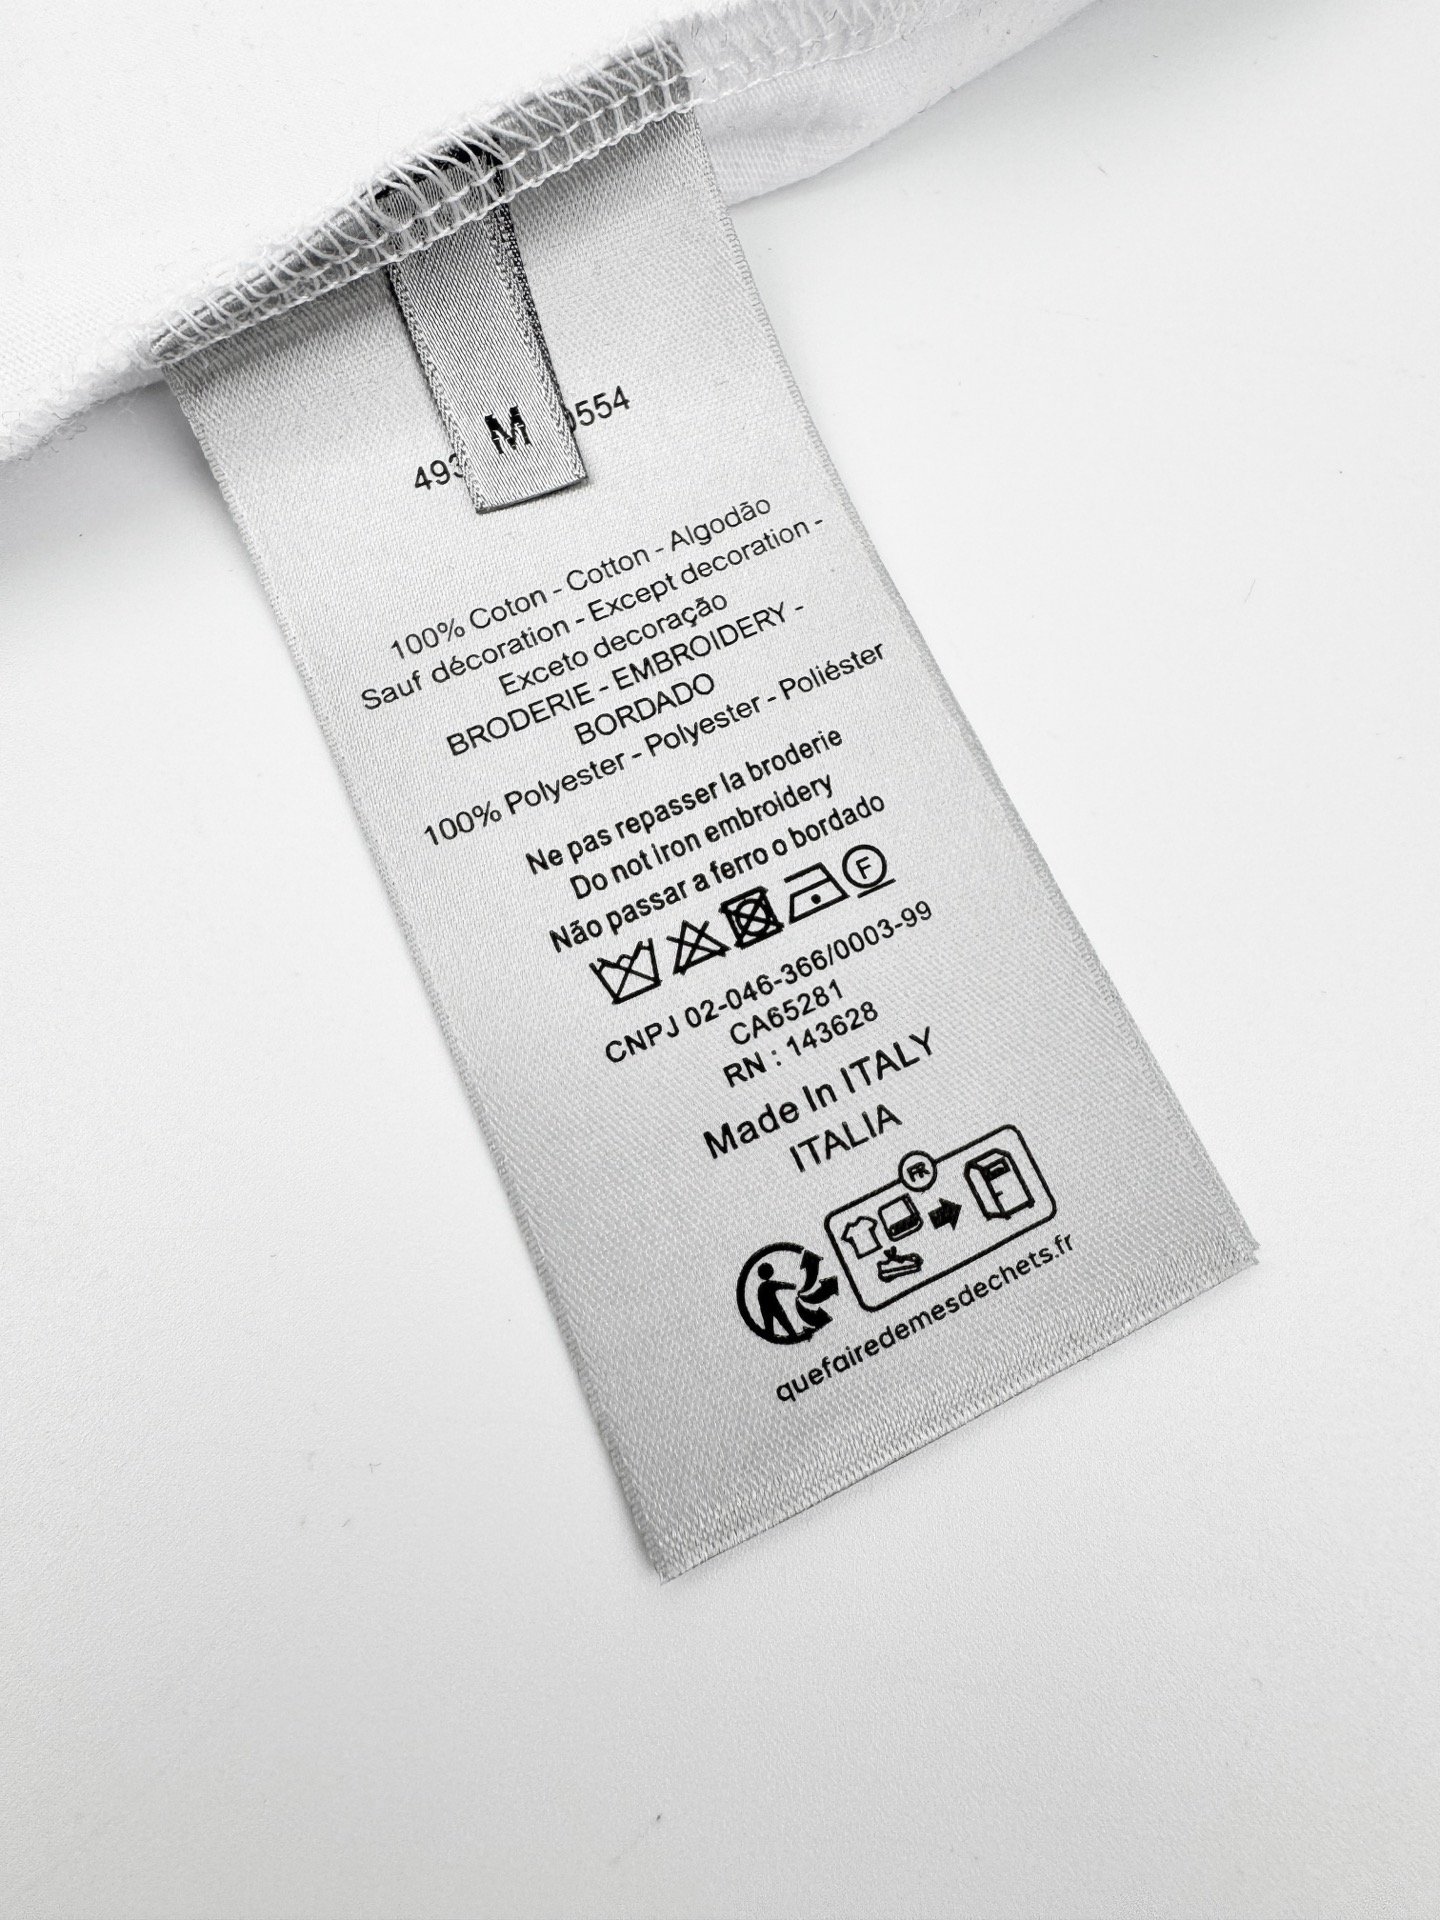 M
100% Coton - Cotton - Algodão
Sauf décoration - Except decoration -
Exceto decoração
BRODERIE - EMBROIDERY -
BORDADO
100% Polyester - Polyester - Poliéster
Ne pas repasser la broderie
Do not iron embroidery
Não passar a ferro o bordado
F
CNPJ 02-046-366/0003-99
CA65281
RN : 143628
Made In ITALY
ITALIA
FR
quefairedemesdechets.fr